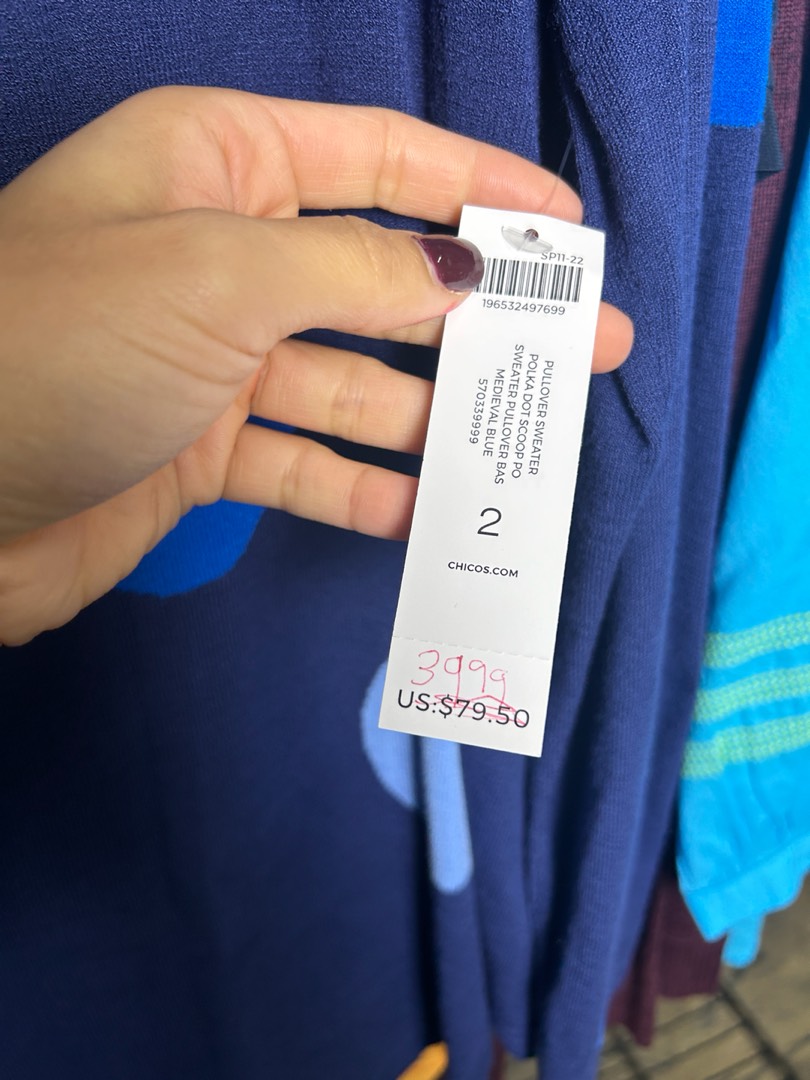 SP11-22
196532497699
PULLOVER SWEATER
POLKA DOT SCOOP PO
SWEATER PULLOVER BAS
MEDIEVAL BLUE
570339999
2
CHICOS.COM
3999
US:$79.50